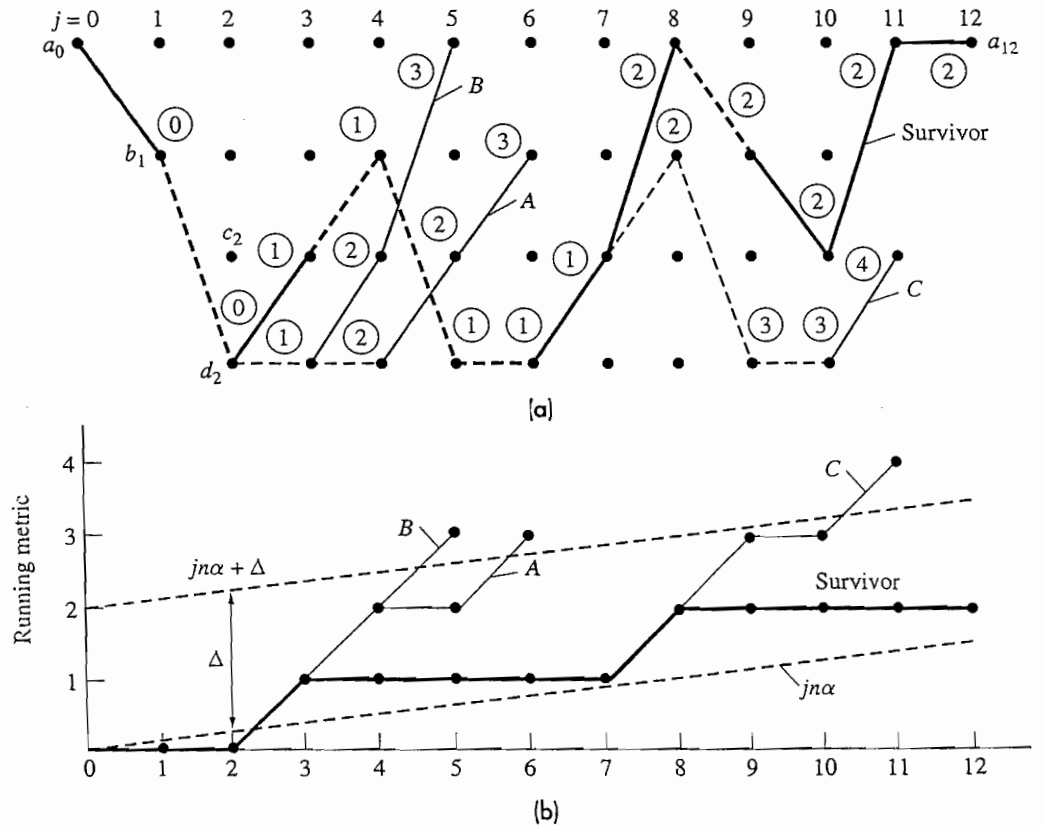 j = 0 1 2 3 4 5 6 7 8 9 10 11 12
a0 a12
3 2 2 2 2
B
0 1 3 2 Survivor
b1
A 2
c2 1 2 2 1 4
C
0 1 2 1 1 3 3
d2
(a)
4 C
B
3
A
jnα + Δ
Survivor
2
Running metric
Δ
1
jnα
0 1 2 3 4 5 6 7 8 9 10 11 12
(b)